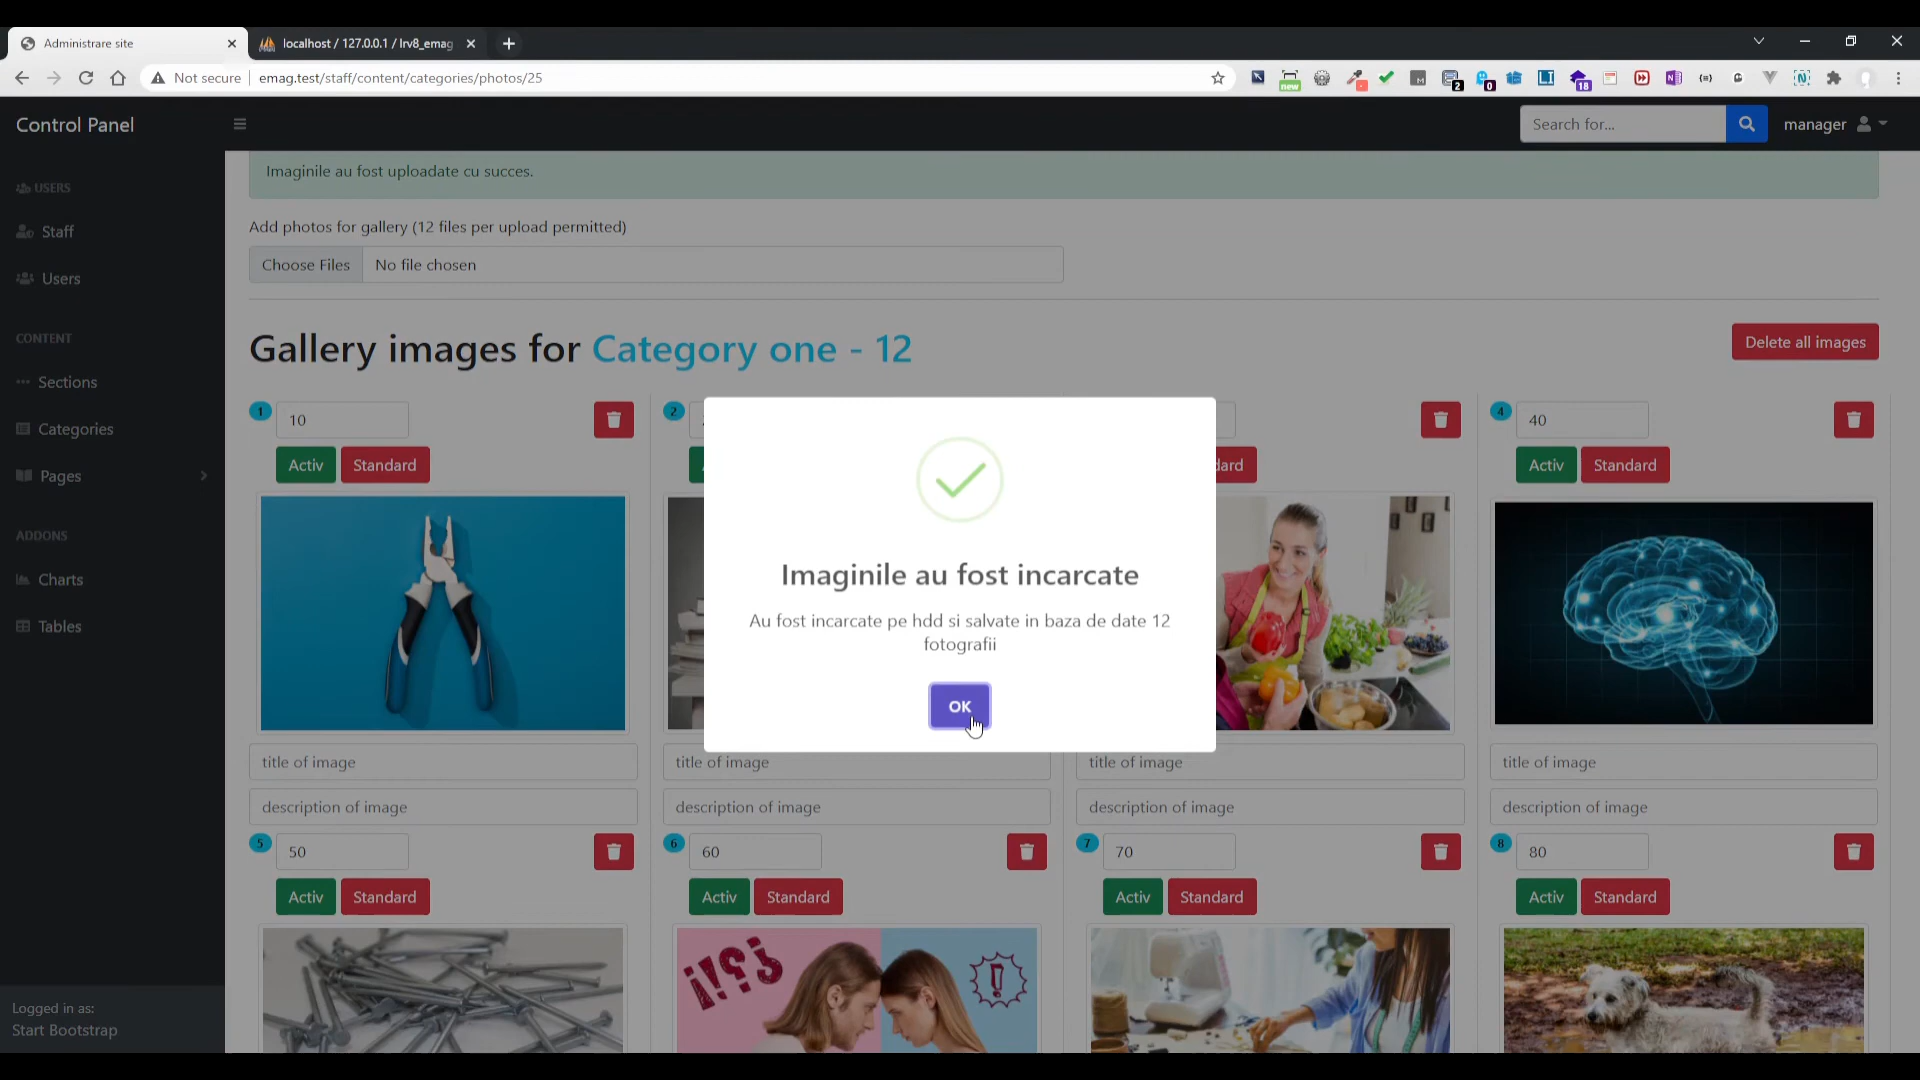 Administrare site
localhost / 127.0.0.1 / lrv8_emag
Not secure
emag.test/staff/content/categories/photos/25
new
2
0
18
Control Panel
Search for...
manager
USERS
Staff
Users
CONTENT
Sections
Categories
Pages
ADDONS
Charts
Tables
Logged in as:
Start Bootstrap
Imaginile au fost uploadate cu succes.
Add photos for gallery (12 files per upload permitted)
Choose Files No file chosen
Gallery images for Category one - 12
Delete all images
1 10
2
4 40
Activ Standard
Activ Standard
Imaginile au fost incarcate
Au fost incarcate pe hdd si salvate in baza de date 12
fotografii
OK
title of image
title of image
title of image
title of image
description of image
description of image
description of image
description of image
5 50
6 60
7 70
8 80
Activ Standard
Activ Standard
Activ Standard
Activ Standard